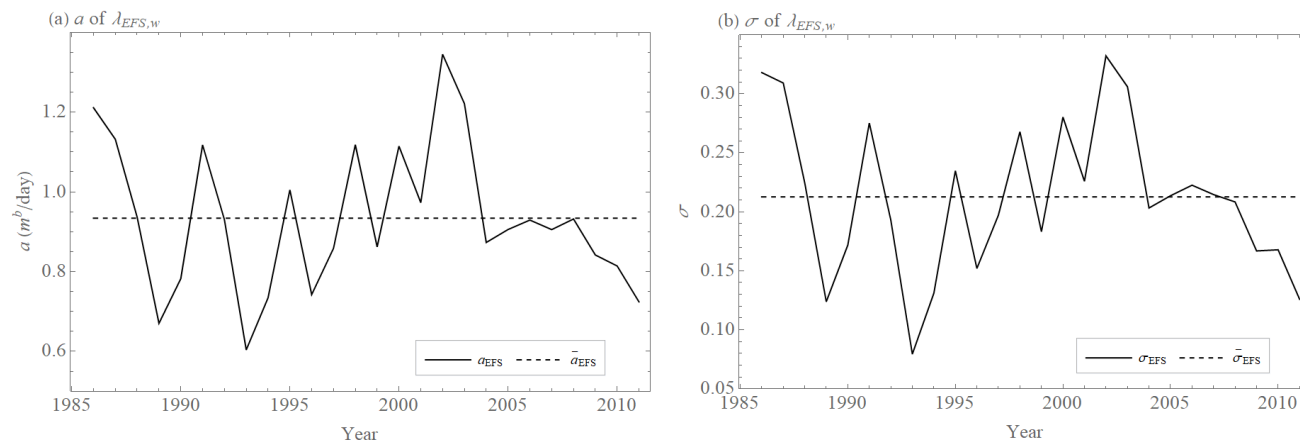 (a) a of λEFS,w
a (m^b/day)
1.2
1.0
0.8
0.6
1985 1990 1995 2000 2005 2010
Year
aEFS āEFS
(b) σ of λEFS,w
σ
0.30
0.25
0.20
0.15
0.10
0.05
1985 1990 1995 2000 2005 2010
Year
σEFS σ̄EFS